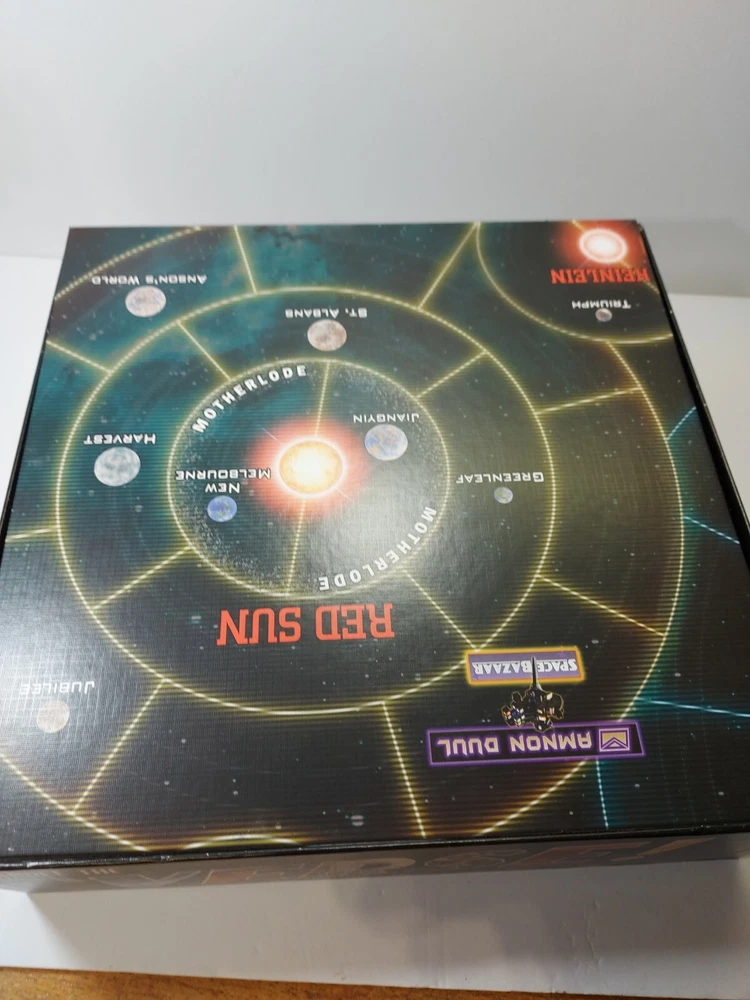 AMNON DUUL
SPACE BAZAAR
JUBILEE
RED SUN
MOTHERLODE
GREENLEAF
NEW
MELBOURNE
HARVEST
JIANGYIN
MOTHERLODE
ST. ALBANS
TRIUMPH
ANSON'S WORLD
HEINLEIN